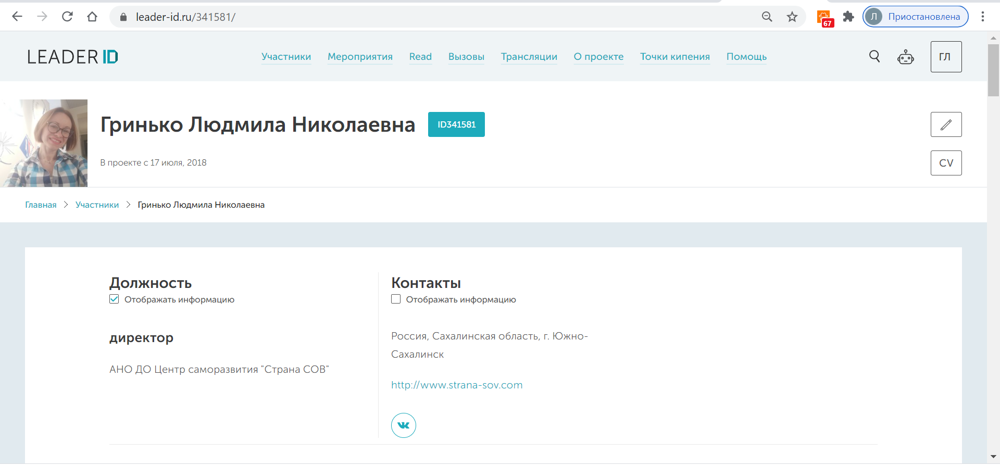 leader-id.ru/341581/
67
Л
Приостановлена
LEADER ID
Участники
Мероприятия
Read
Вызовы
Трансляции
О проекте
Точки кипения
Помощь
ГЛ
Гринько Людмила Николаевна
ID341581
В проекте с 17 июля, 2018
CV
Главная
Участники
Гринько Людмила Николаевна
Должность
Отображать информацию
директор
АНО ДО Центр саморазвития "Страна СОВ"
Контакты
Отображать информацию
Россия, Сахалинская область, г. Южно-
Сахалинск
http://www.strana-sov.com